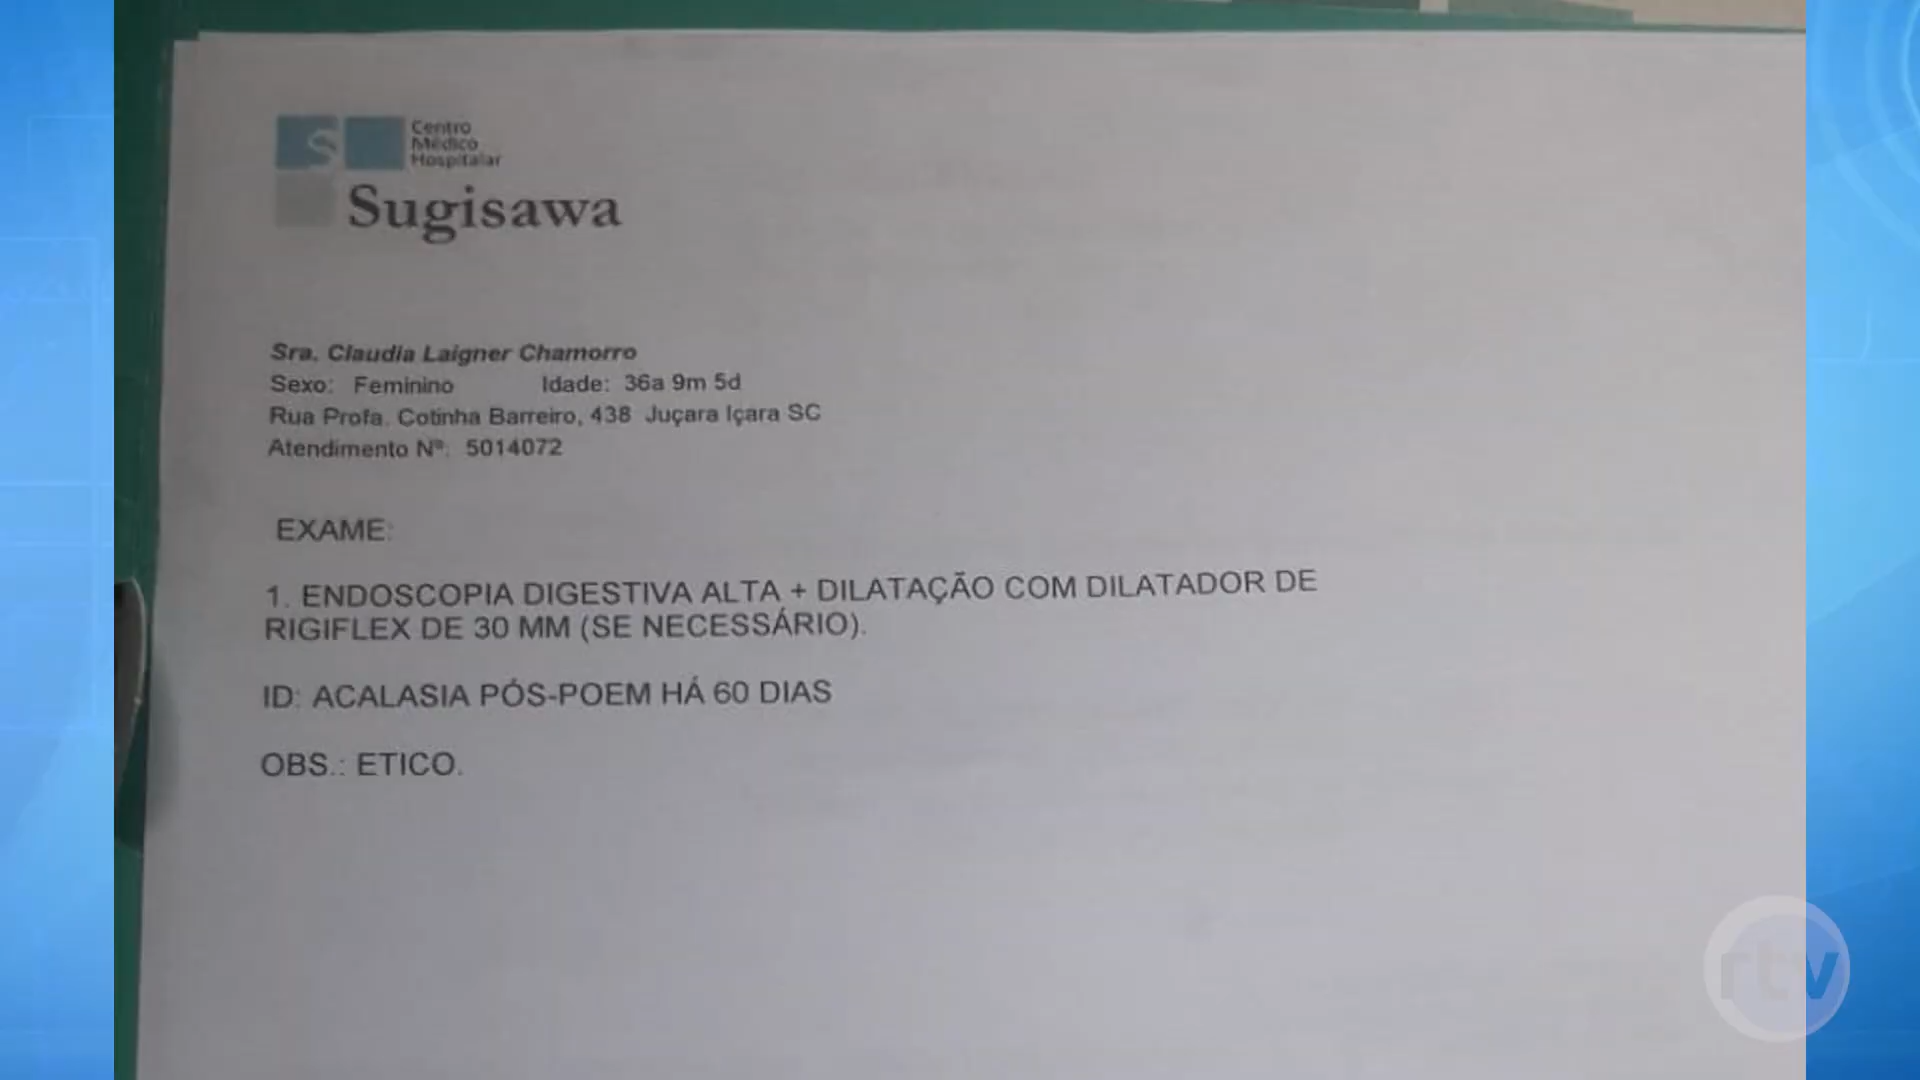 S
Centro
Médico
Hospitalar
Sugisawa
Sra. Claudia Laigner Chamorro
Sexo: Feminino Idade: 36a 9m 5d
Rua Profa. Cotinha Barreiro, 438 Juçara Içara SC
Atendimento Nº: 5014072
EXAME:
1. ENDOSCOPIA DIGESTIVA ALTA + DILATAÇÃO COM DILATADOR DE
RIGIFLEX DE 30 MM (SE NECESSÁRIO).
ID: ACALASIA PÓS-POEM HÁ 60 DIAS
OBS.: ETICO.
rtv